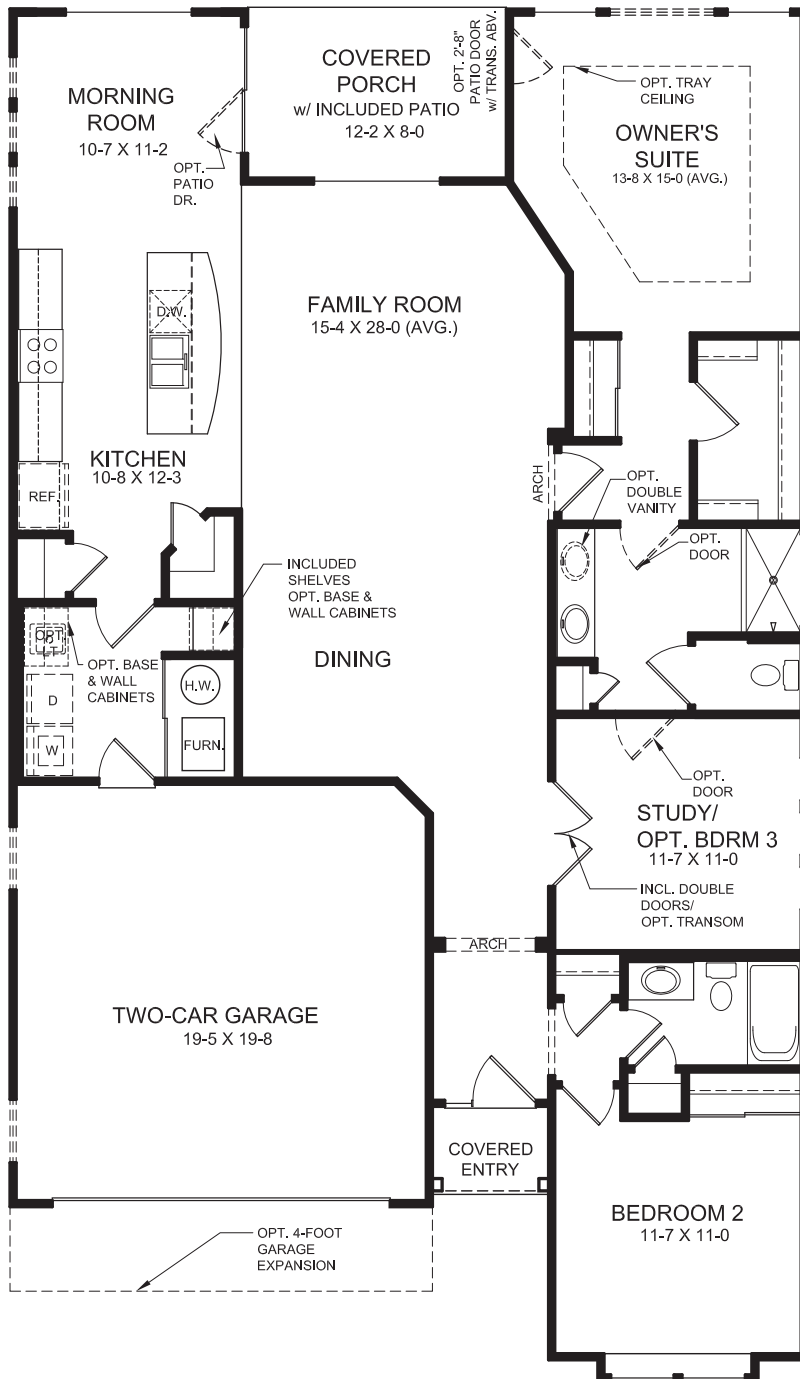 MORNING
ROOM
10-7 X 11-2
OPT.
PATIO
DR.
COVERED
PORCH
w/ INCLUDED PATIO
12-2 X 8-0
OPT. 2'-8"
PATIO DOOR
w/ TRANS. ABV.
OPT. TRAY
CEILING
OWNER'S
SUITE
13-8 X 15-0 (AVG.)
FAMILY ROOM
15-4 X 28-0 (AVG.)
D.W.
KITCHEN
10-8 X 12-3
REF.
ARCH
OPT.
DOUBLE
VANITY
OPT.
DOOR
INCLUDED
SHELVES
OPT. BASE &
WALL CABINETS
OPT.
L.T.
OPT. BASE
& WALL
CABINETS
D
W
H.W.
FURN.
DINING
OPT.
DOOR
STUDY/
OPT. BDRM 3
11-7 X 11-0
INCL. DOUBLE
DOORS/
OPT. TRANSOM
ARCH
TWO-CAR GARAGE
19-5 X 19-8
COVERED
ENTRY
BEDROOM 2
11-7 X 11-0
OPT. 4-FOOT
GARAGE
EXPANSION